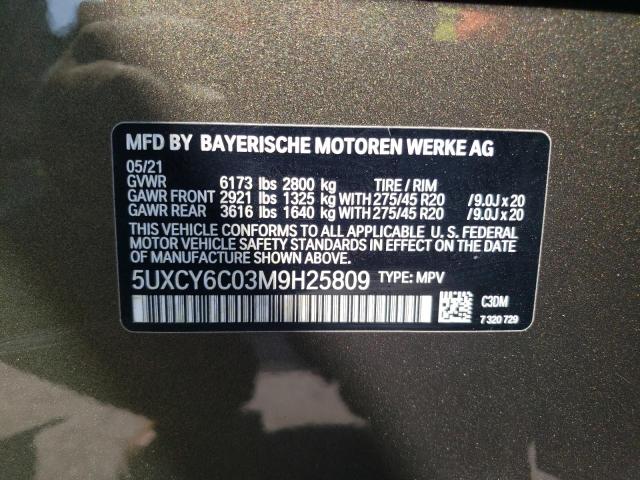 MFD BY BAYERISCHE MOTOREN WERKE AG
05/21
GVWR 6173 lbs 2800 kg TIRE / RIM
GAWR FRONT 2921 lbs 1325 kg WITH 275/45 R20 /9.0J x 20
GAWR REAR 3616 lbs 1640 kg WITH 275/45 R20 /9.0J x 20
THIS VEHICLE CONFORMS TO ALL APPLICABLE U. S. FEDERAL
MOTOR VEHICLE SAFETY STANDARDS IN EFFECT ON THE DATE OF
MANUFACTURE SHOWN ABOVE.
5UXCY6C03M9H25809 TYPE: MPV
C3DM
7 320 729